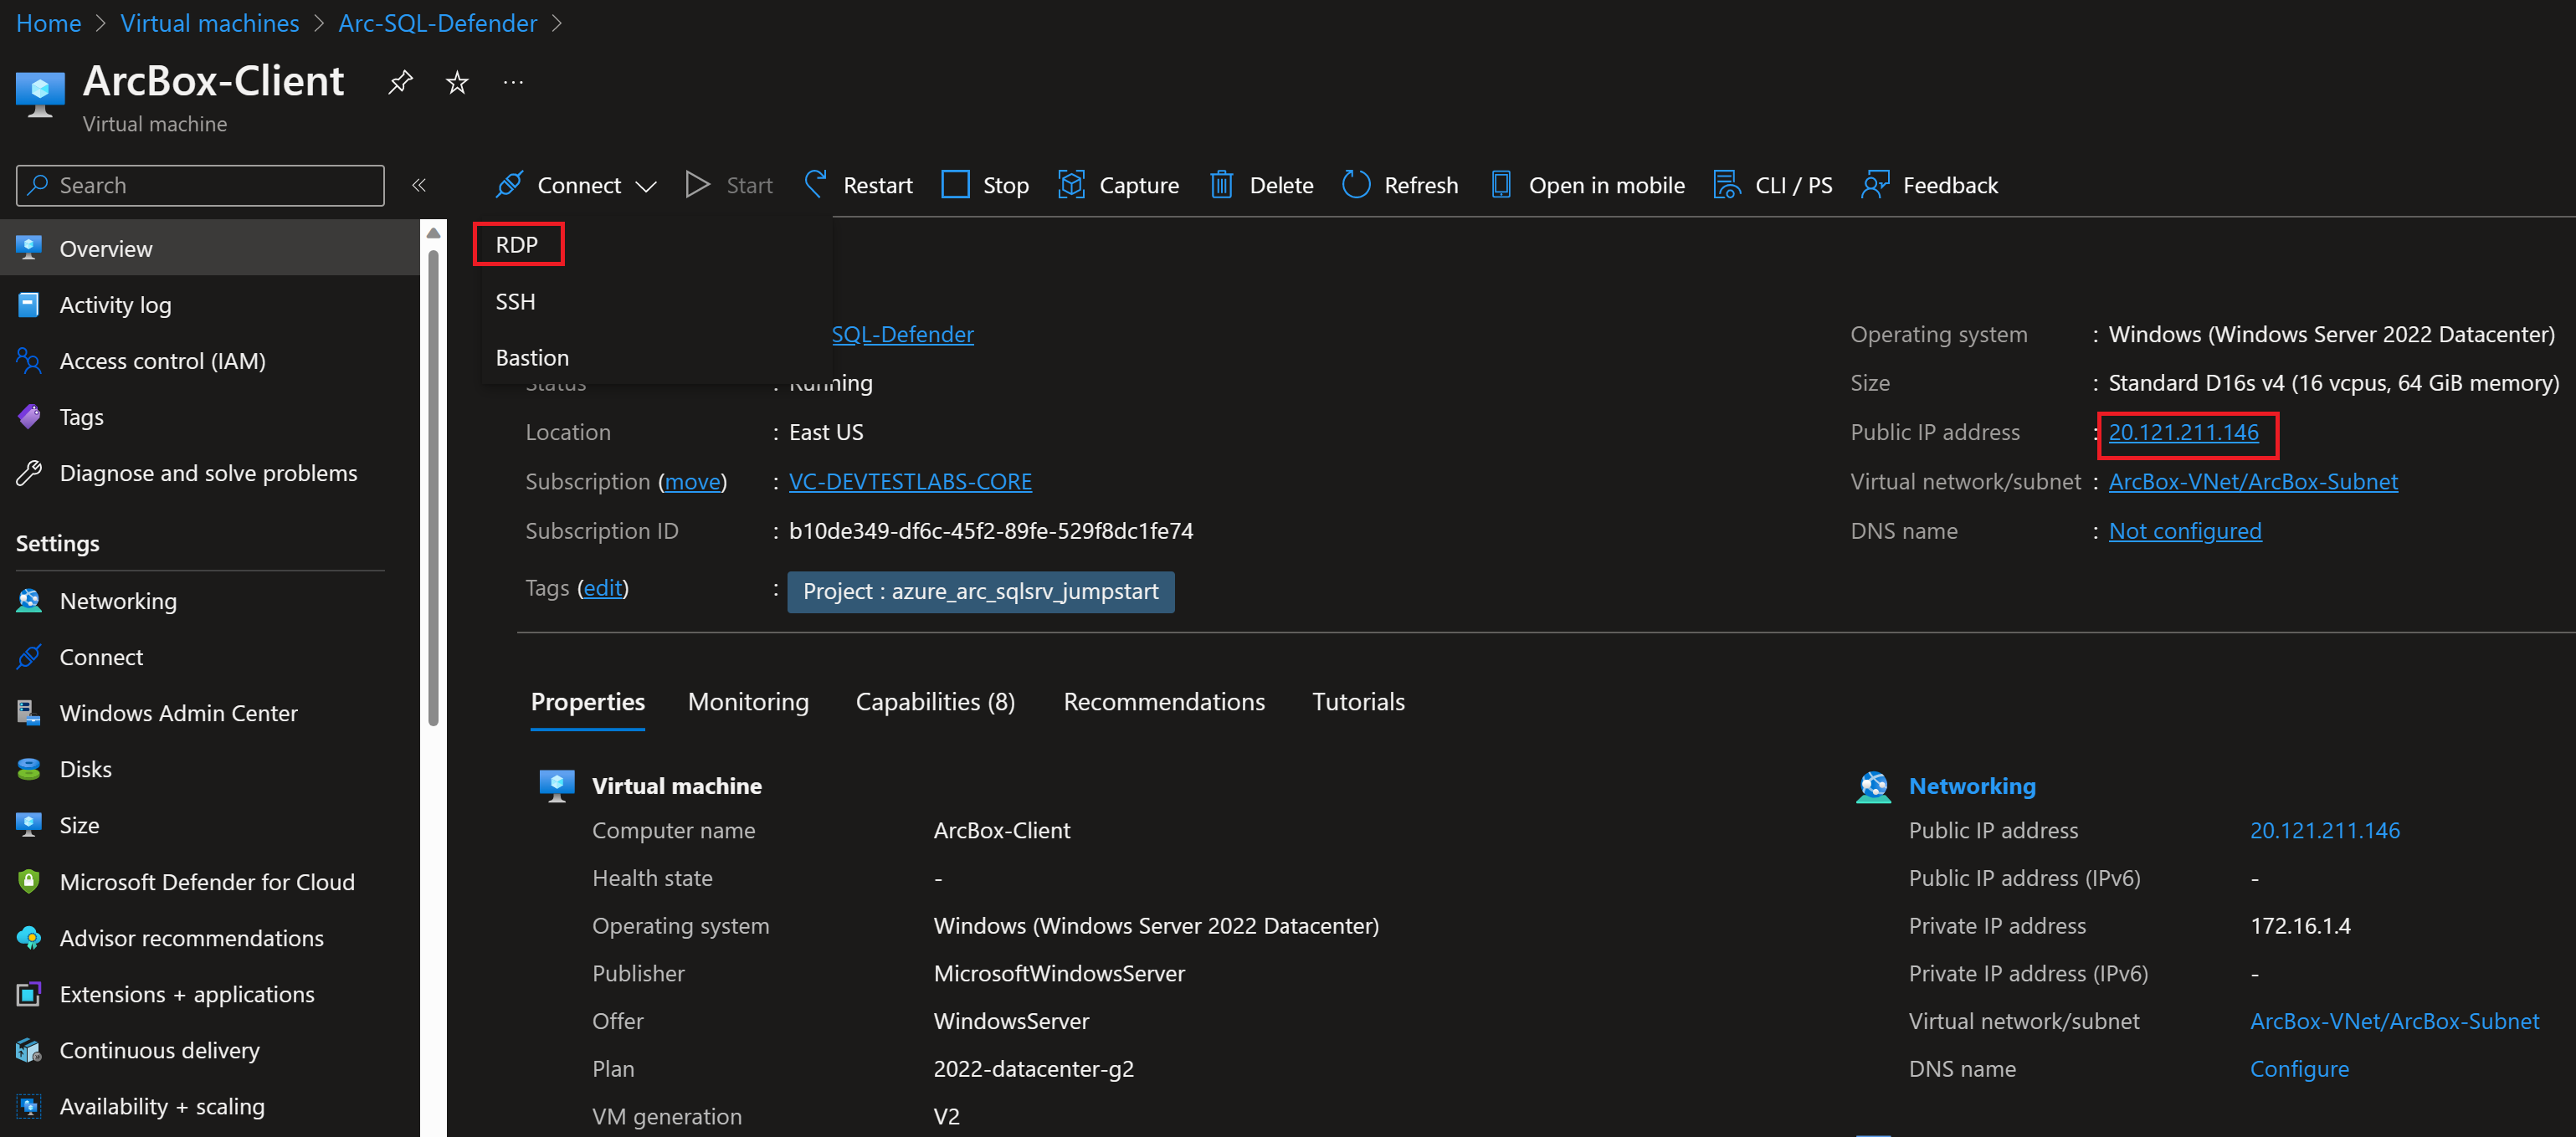 Home > Virtual machines > Arc-SQL-Defender >
ArcBox-Client ...
Virtual machine
Search «
Connect Start Restart Stop Capture Delete Refresh Open in mobile CLI / PS Feedback
RDP
SSH
Bastion
Overview
Activity log
Access control (IAM)
Tags
Diagnose and solve problems
Settings
Networking
Connect
Windows Admin Center
Disks
Size
Microsoft Defender for Cloud
Advisor recommendations
Extensions + applications
Continuous delivery
Availability + scaling
SQL-Defender
Status : Running
Location : East US
Subscription (move) : VC-DEVTESTLABS-CORE
Subscription ID : b10de349-df6c-45f2-89fe-529f8dc1fe74
Tags (edit) : Project : azure_arc_sqlsrv_jumpstart
Operating system : Windows (Windows Server 2022 Datacenter)
Size : Standard D16s v4 (16 vcpus, 64 GiB memory)
Public IP address : 20.121.211.146
Virtual network/subnet : ArcBox-VNet/ArcBox-Subnet
DNS name : Not configured
Properties Monitoring Capabilities (8) Recommendations Tutorials
Virtual machine
Computer name ArcBox-Client
Health state -
Operating system Windows (Windows Server 2022 Datacenter)
Publisher MicrosoftWindowsServer
Offer WindowsServer
Plan 2022-datacenter-g2
VM generation V2
Networking
Public IP address 20.121.211.146
Public IP address (IPv6) -
Private IP address 172.16.1.4
Private IP address (IPv6) -
Virtual network/subnet ArcBox-VNet/ArcBox-Subnet
DNS name Configure